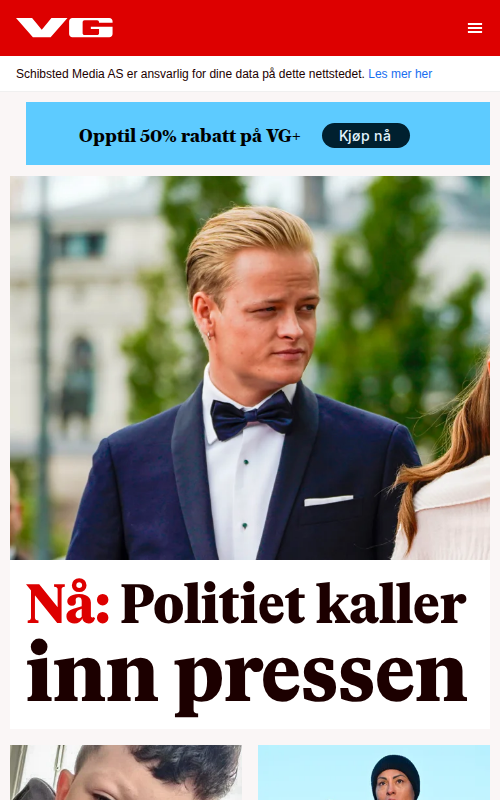 VG
Schibsted Media AS er ansvarlig for dine data på dette nettstedet. Les mer her
Opptil 50% rabatt på VG+ Kjøp nå
Nå: Politiet kaller
inn pressen